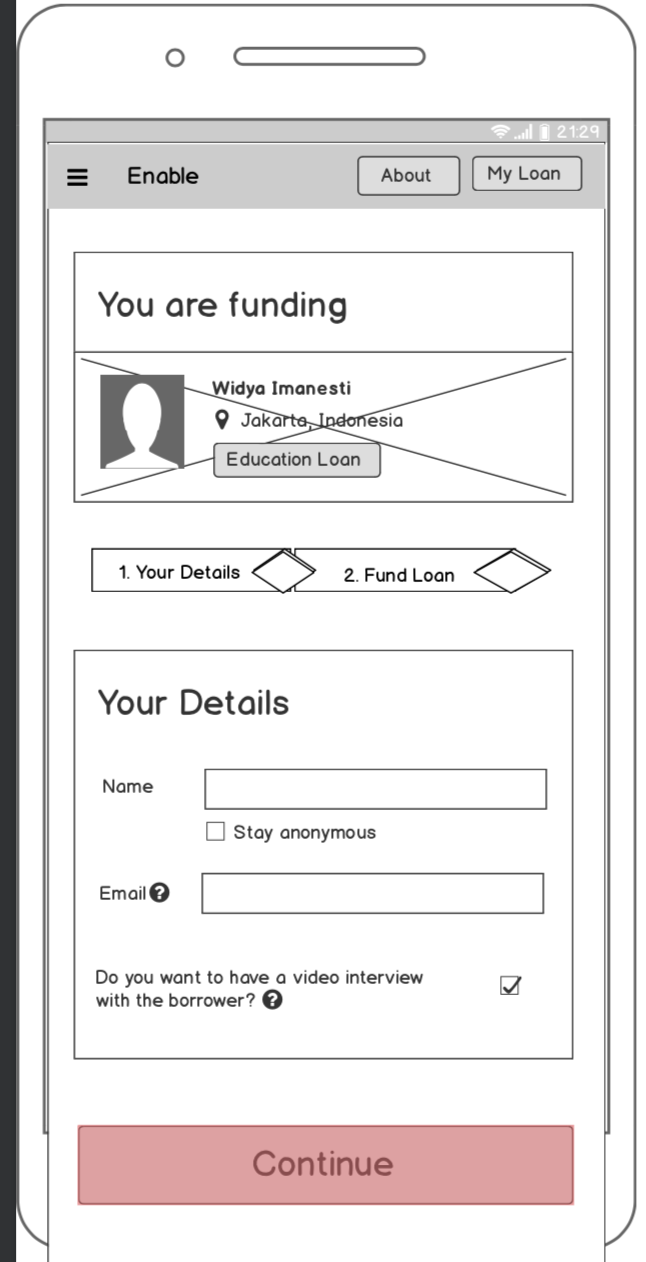 21:29
Enable
About
My Loan
You are funding
Widya Imanesti
Jakarta, Indonesia
Education Loan
1. Your Details
2. Fund Loan
Your Details
Name
Stay anonymous
Email ?
Do you want to have a video interview
with the borrower? ?
Continue